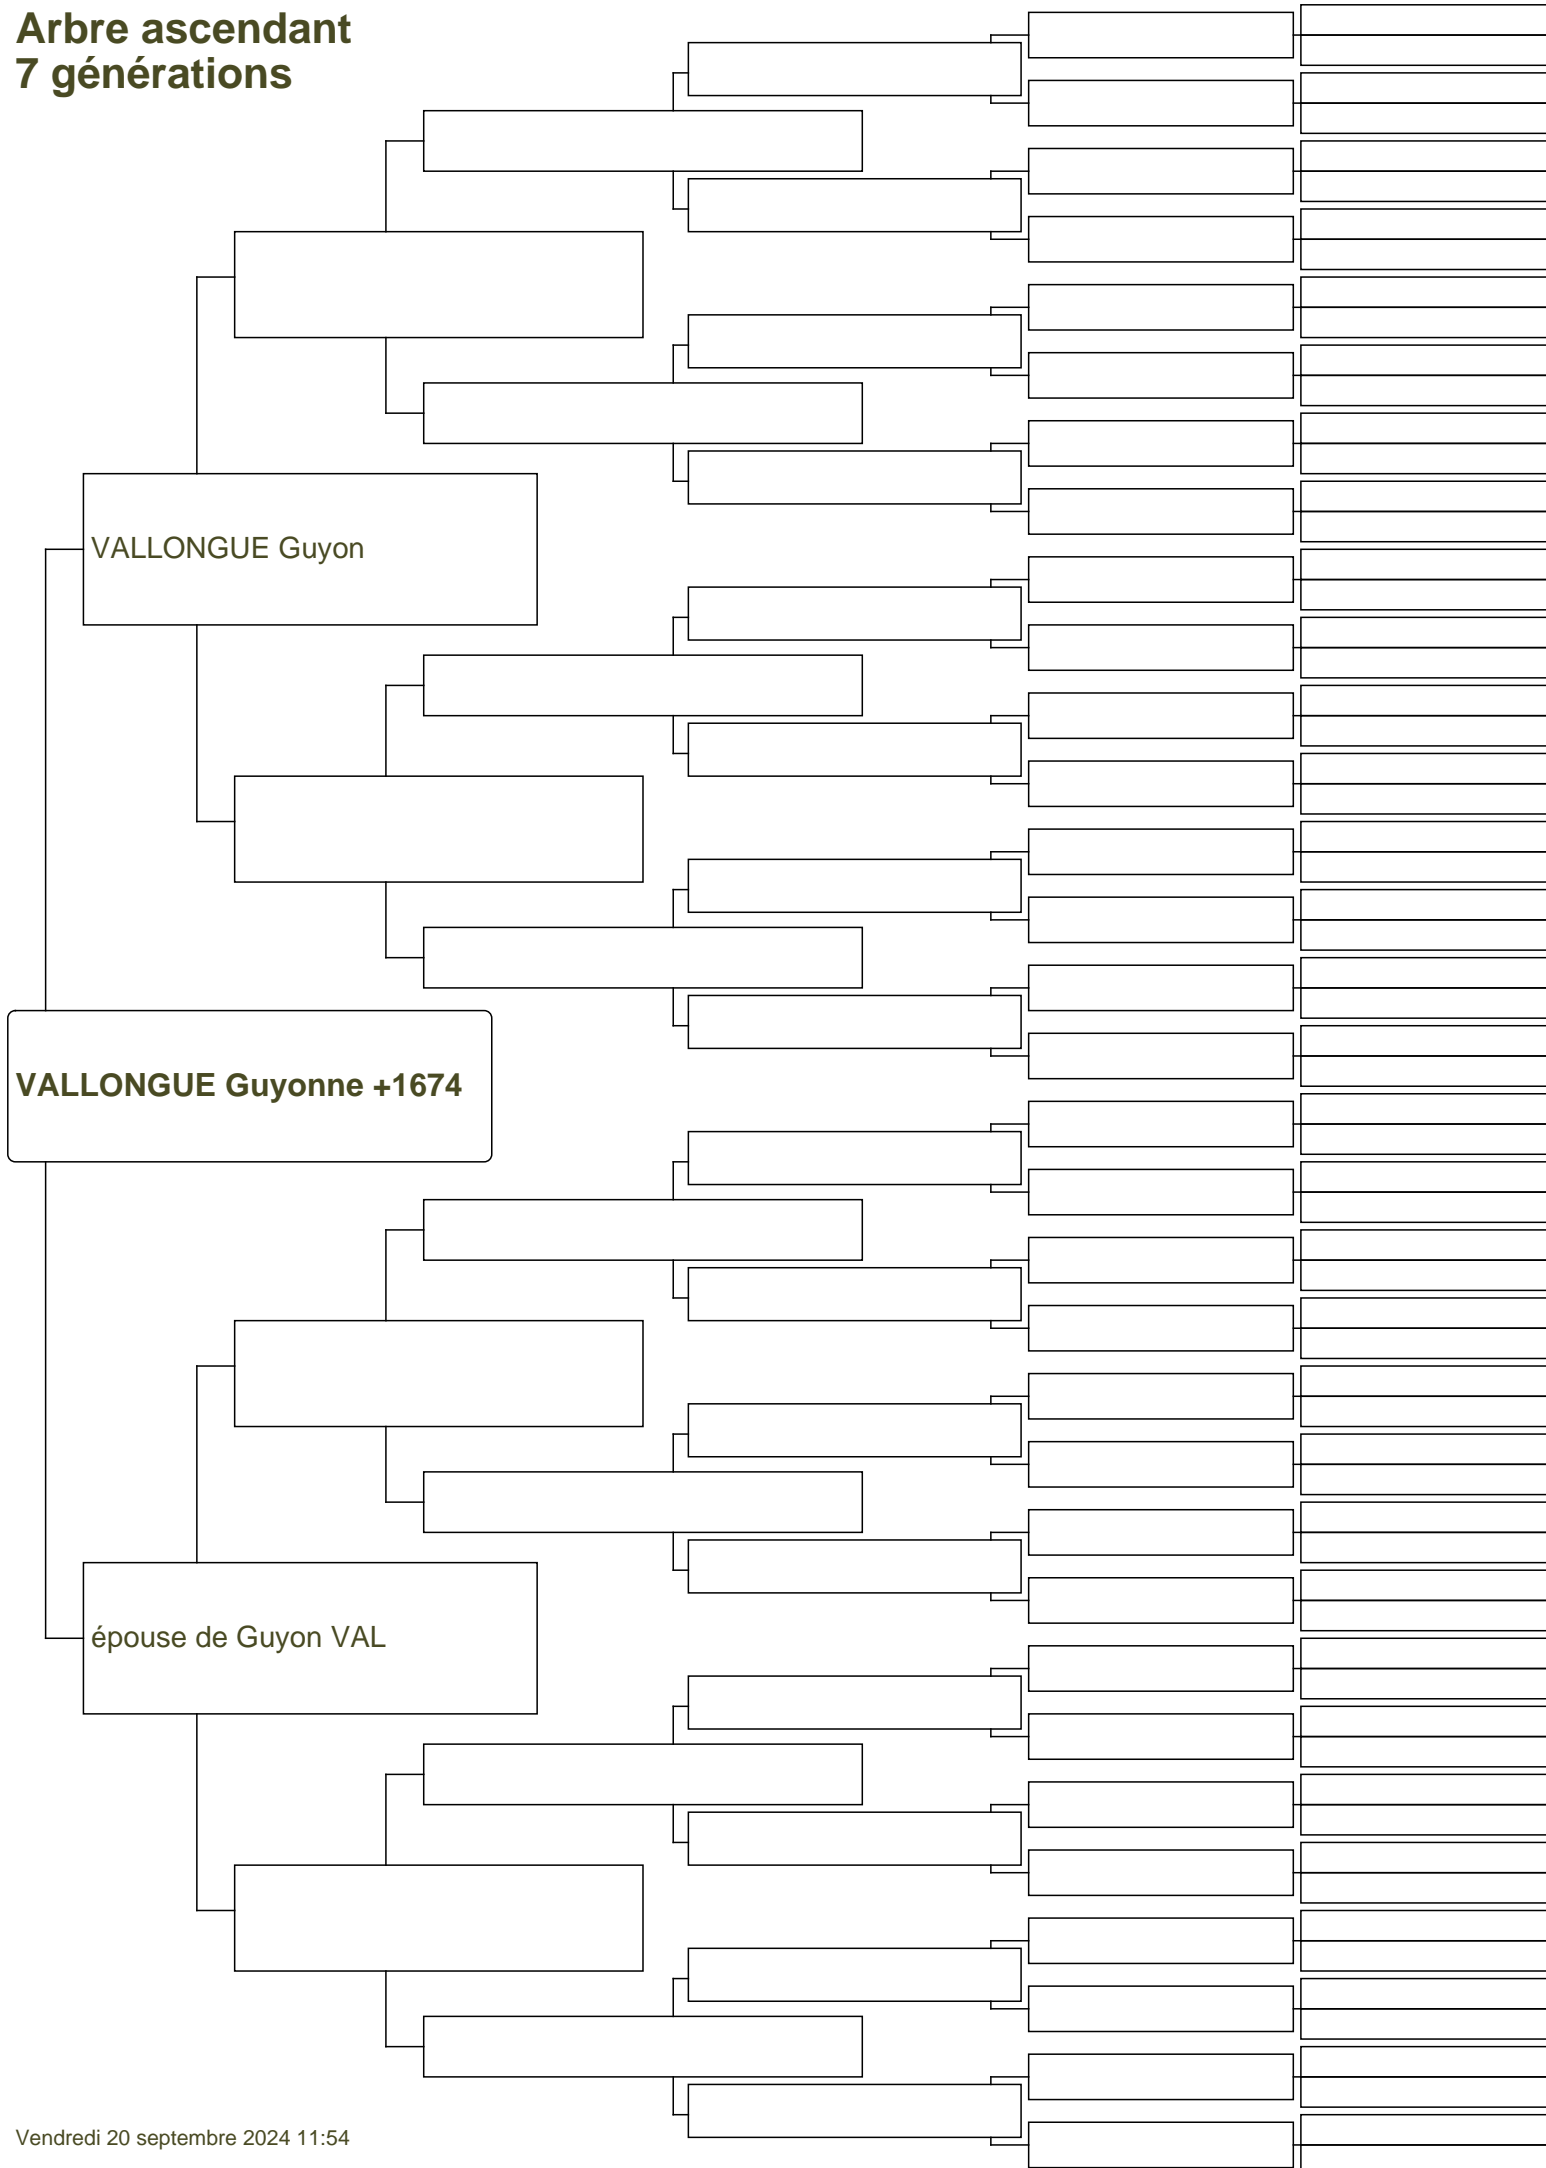 Arbre ascendant
7 générations
VALLONGUE Guyon
VALLONGUE Guyonne +1674
épouse de Guyon VAL
Vendredi 20 septembre 2024 11:54